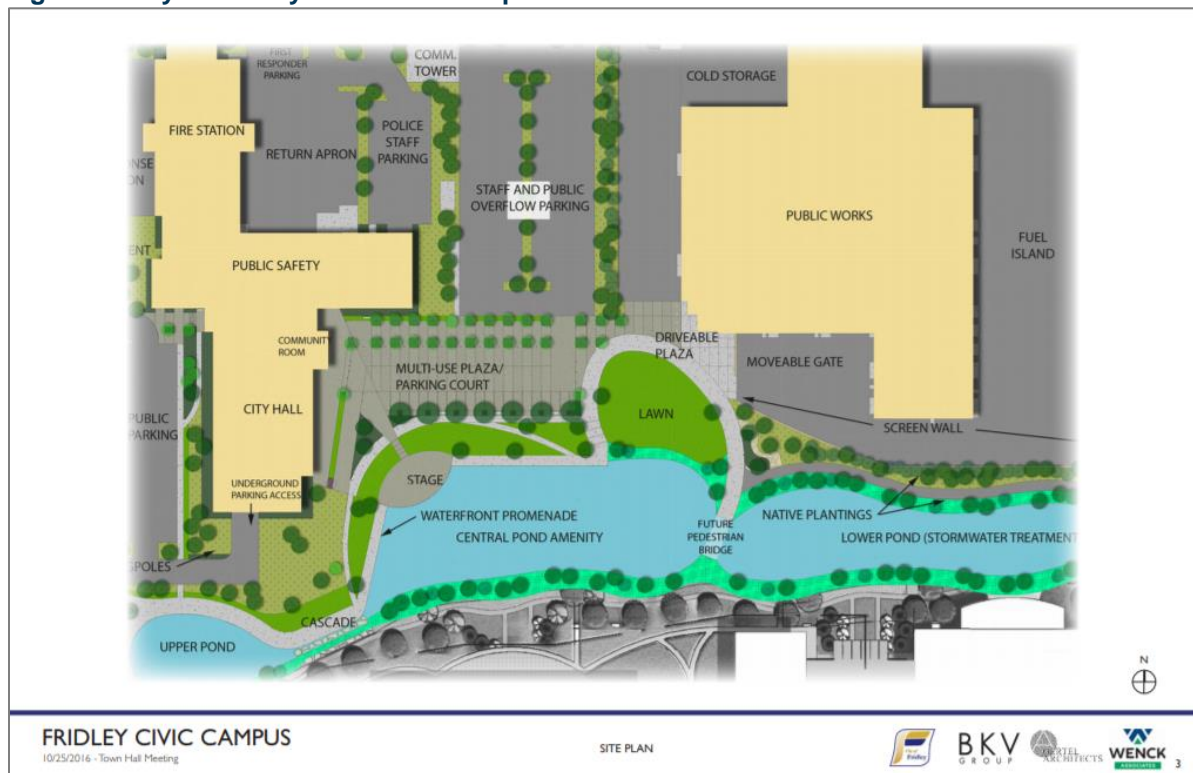 FIRST
RESPONDER
PARKING
COMM.
TOWER
COLD STORAGE
FIRE STATION
POLICE
STAFF
PARKING
RETURN APRON
STAFF AND PUBLIC
OVERFLOW PARKING
PUBLIC WORKS
FUEL
ISLAND
PUBLIC SAFETY
COMMUNITY
ROOM
DRIVEABLE
PLAZA
MOVEABLE GATE
MULTI-USE PLAZA/
PARKING COURT
CITY HALL
LAWN
PUBLIC
PARKING
SCREEN WALL
UNDERGROUND
PARKING ACCESS
STAGE
WATERFRONT PROMENADE
NATIVE PLANTINGS
CENTRAL POND AMENITY
FUTURE
PEDESTRIAN
BRIDGE
LOWER POND (STORMWATER TREATMENT
GPOLES
CASCADE
UPPER POND
N
FRIDLEY CIVIC CAMPUS
10/25/2016 - Town Hall Meeting
SITE PLAN
Fridley
BKV
GROUP
ARCHITECTS
WENCK
ASSOCIATES
3